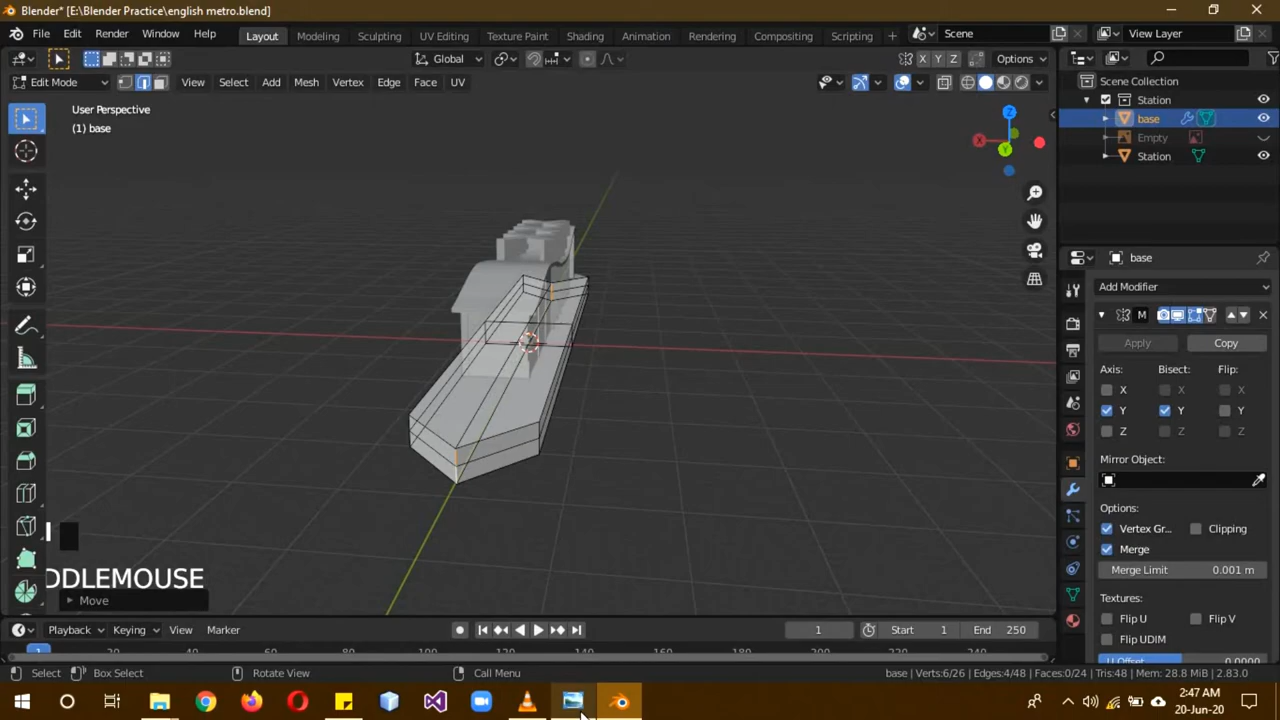 Blender* [E:\Blender Practice\english metro.blend]
File Edit Render Window Help Layout Modeling Sculpting UV Editing Texture Paint Shading Animation Rendering Compositing Scripting Scene View Layer
Global X Y Z Options
Edit Mode View Select Add Mesh Vertex Edge Face UV
User Perspective
(1) base
Z
X
Y
Scene Collection
Station
base
Empty
Station
base
Add Modifier
M
Apply Copy
Axis: Bisect: Flip:
X X X
Y Y Y
Z Z Z
Mirror Object:
Options:
Vertex Gr... Clipping
Merge
Merge Limit 0.001 m
Textures:
Flip U Flip V
Flip UDIM
U Offset 0.0000
DDLEMOUSE
Move
Playback Keying View Marker 1 Start 1 End 250
Select Box Select Rotate View Call Menu base | Verts:6/26 | Edges:4/48 | Faces:0/24 | Tris:48 | Mem: 28.8 MiB | 2.83.0
2:47 AM
20-Jun-20